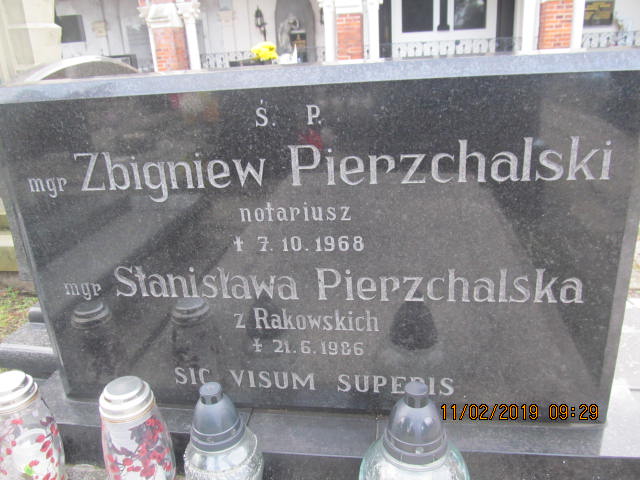 Ś. P.
mgr Zbigniew Pierzchalski
notariusz
† 7.10.1968
mgr Stanisława Pierzchalska
z Rakowskich
† 21.6.1986
SIC VISUM SUPERIS
11/02/2019 09:29